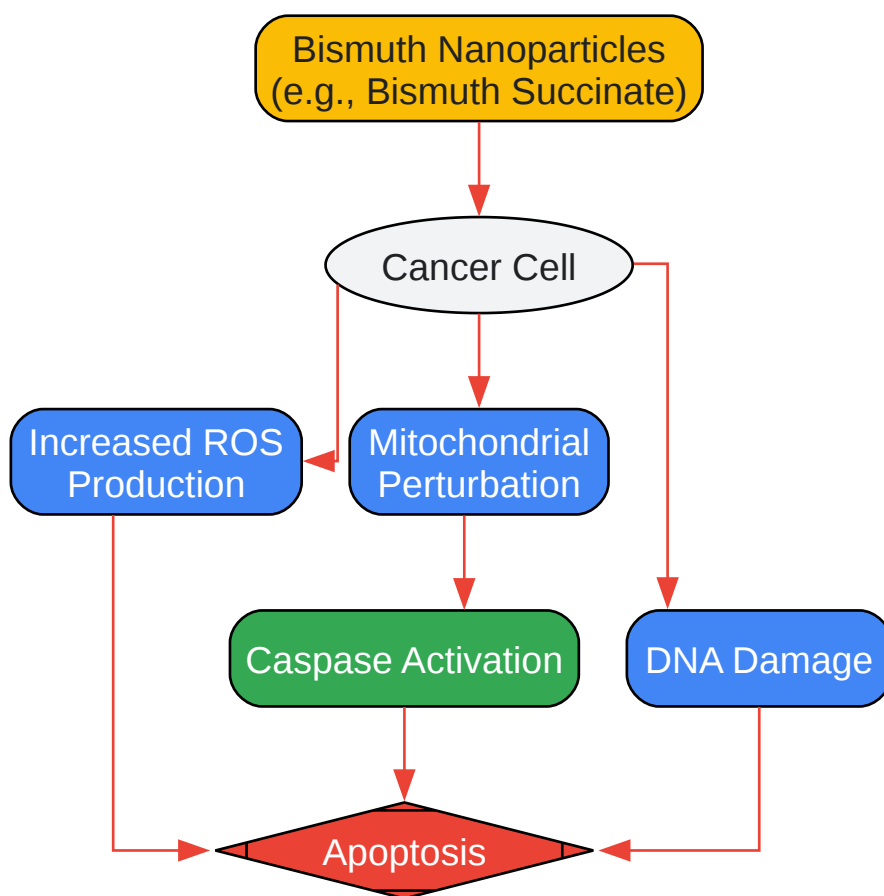 Bismuth Nanoparticles
(e.g., Bismuth Succinate)
Cancer Cell
Increased ROS
Production
Mitochondrial
Perturbation
Caspase Activation
DNA Damage
Apoptosis